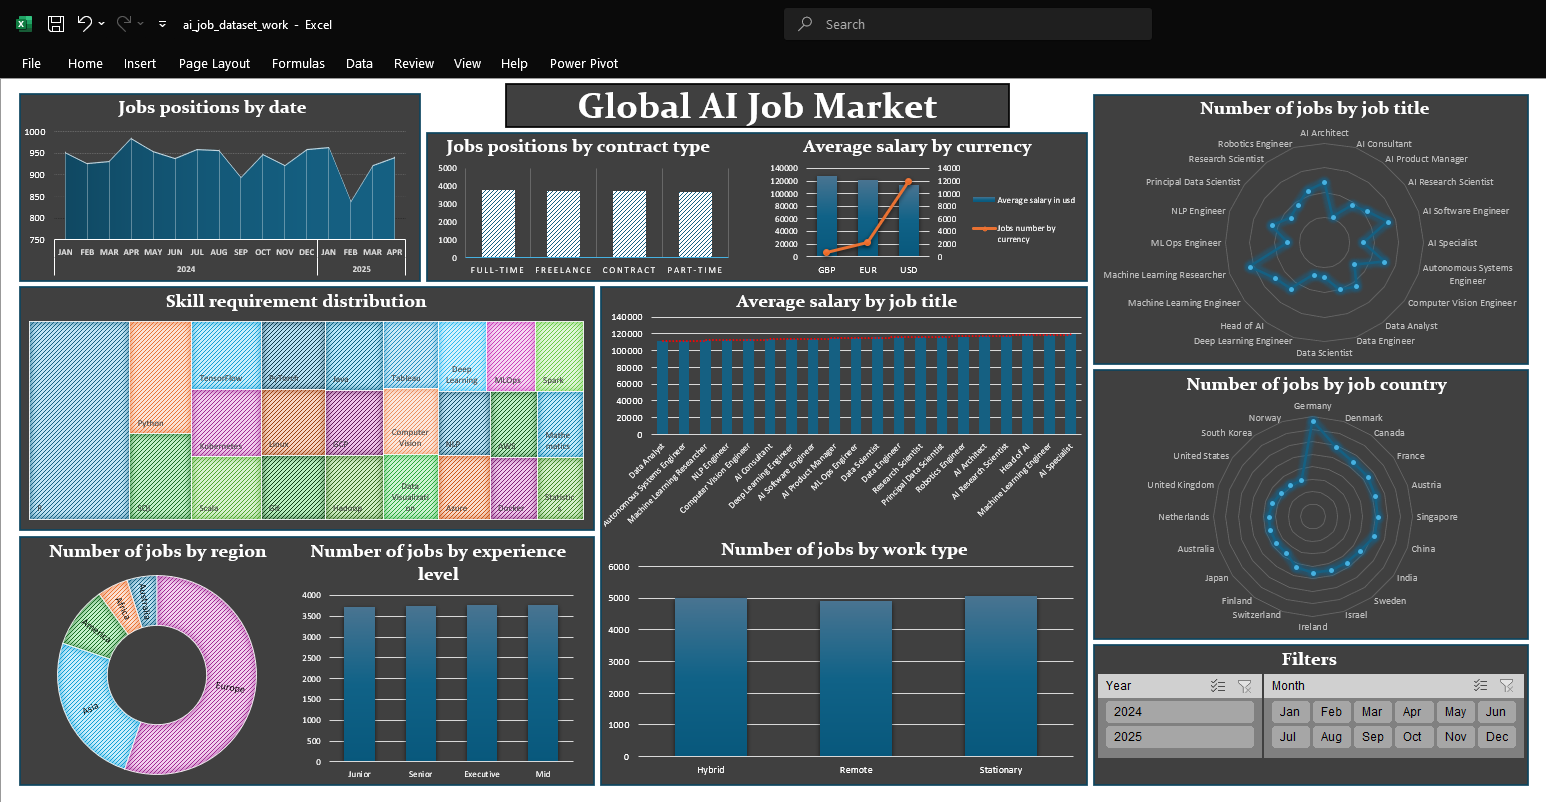 ai_job_dataset_work - Excel
Search
File Home Insert Page Layout Formulas Data Review View Help Power Pivot
Global AI Job Market
Jobs positions by date
1000
950
900
850
800
750
JAN FEB MAR APR MAY JUN JUL AUG SEP OCT NOV DEC JAN FEB MAR APR
2024 2025
Jobs positions by contract type
5000
4000
3000
2000
1000
0
FULL-TIME FREELANCE CONTRACT PART-TIME
Average salary by currency
140000
120000
100000
80000
60000
40000
20000
0
14000
12000
10000
8000
6000
4000
2000
0
GBP EUR USD
Average salary in usd
Jobs number by
currency
Number of jobs by job title
AI Architect
AI Consultant
AI Product Manager
AI Research Scientist
AI Software Engineer
AI Specialist
Autonomous Systems
Engineer
Computer Vision Engineer
Data Analyst
Data Engineer
Data Scientist
Deep Learning Engineer
Head of AI
Machine Learning Engineer
Machine Learning Researcher
MLOps Engineer
NLP Engineer
Principal Data Scientist
Research Scientist
Robotics Engineer
Skill requirement distribution
R
Python
SQL
TensorFlow
Kubernetes
Scala
PyTorch
Linux
Git
Java
GCP
Hadoop
Tableau
Computer
Vision
Data
Visualizati
on
Deep
Learning
NLP
Azure
MLOps
AWS
Docker
Spark
Mathe
metics
Statistic
s
Average salary by job title
140000
120000
100000
80000
60000
40000
20000
0
Data Analyst
Autonomous Systems Engineer
Machine Learning Researcher
NLP Engineer
Computer Vision Engineer
AI Consultant
Deep Learning Engineer
AI Software Engineer
AI Product Manager
ML Ops Engineer
Data Scientist
Data Engineer
Research Scientist
Principal Data Scientist
Robotics Engineer
AI Architect
AI Research Scientist
Head of AI
Machine Learning Engineer
AI Specialist
Number of jobs by job country
Germany
Denmark
Canada
France
Austria
Singapore
China
India
Sweden
Israel
Ireland
Switzerland
Finland
Japan
Australia
Netherlands
United Kingdom
United States
South Korea
Norway
Number of jobs by region
Europe
Asia
America
Africa
Australia
Number of jobs by experience
level
4000
3500
3000
2500
2000
1500
1000
500
0
Junior Senior Executive Mid
Number of jobs by work type
6000
5000
4000
3000
2000
1000
0
Hybrid Remote Stationary
Filters
Year
2024
2025
Month
Jan Feb Mar Apr May Jun
Jul Aug Sep Oct Nov Dec